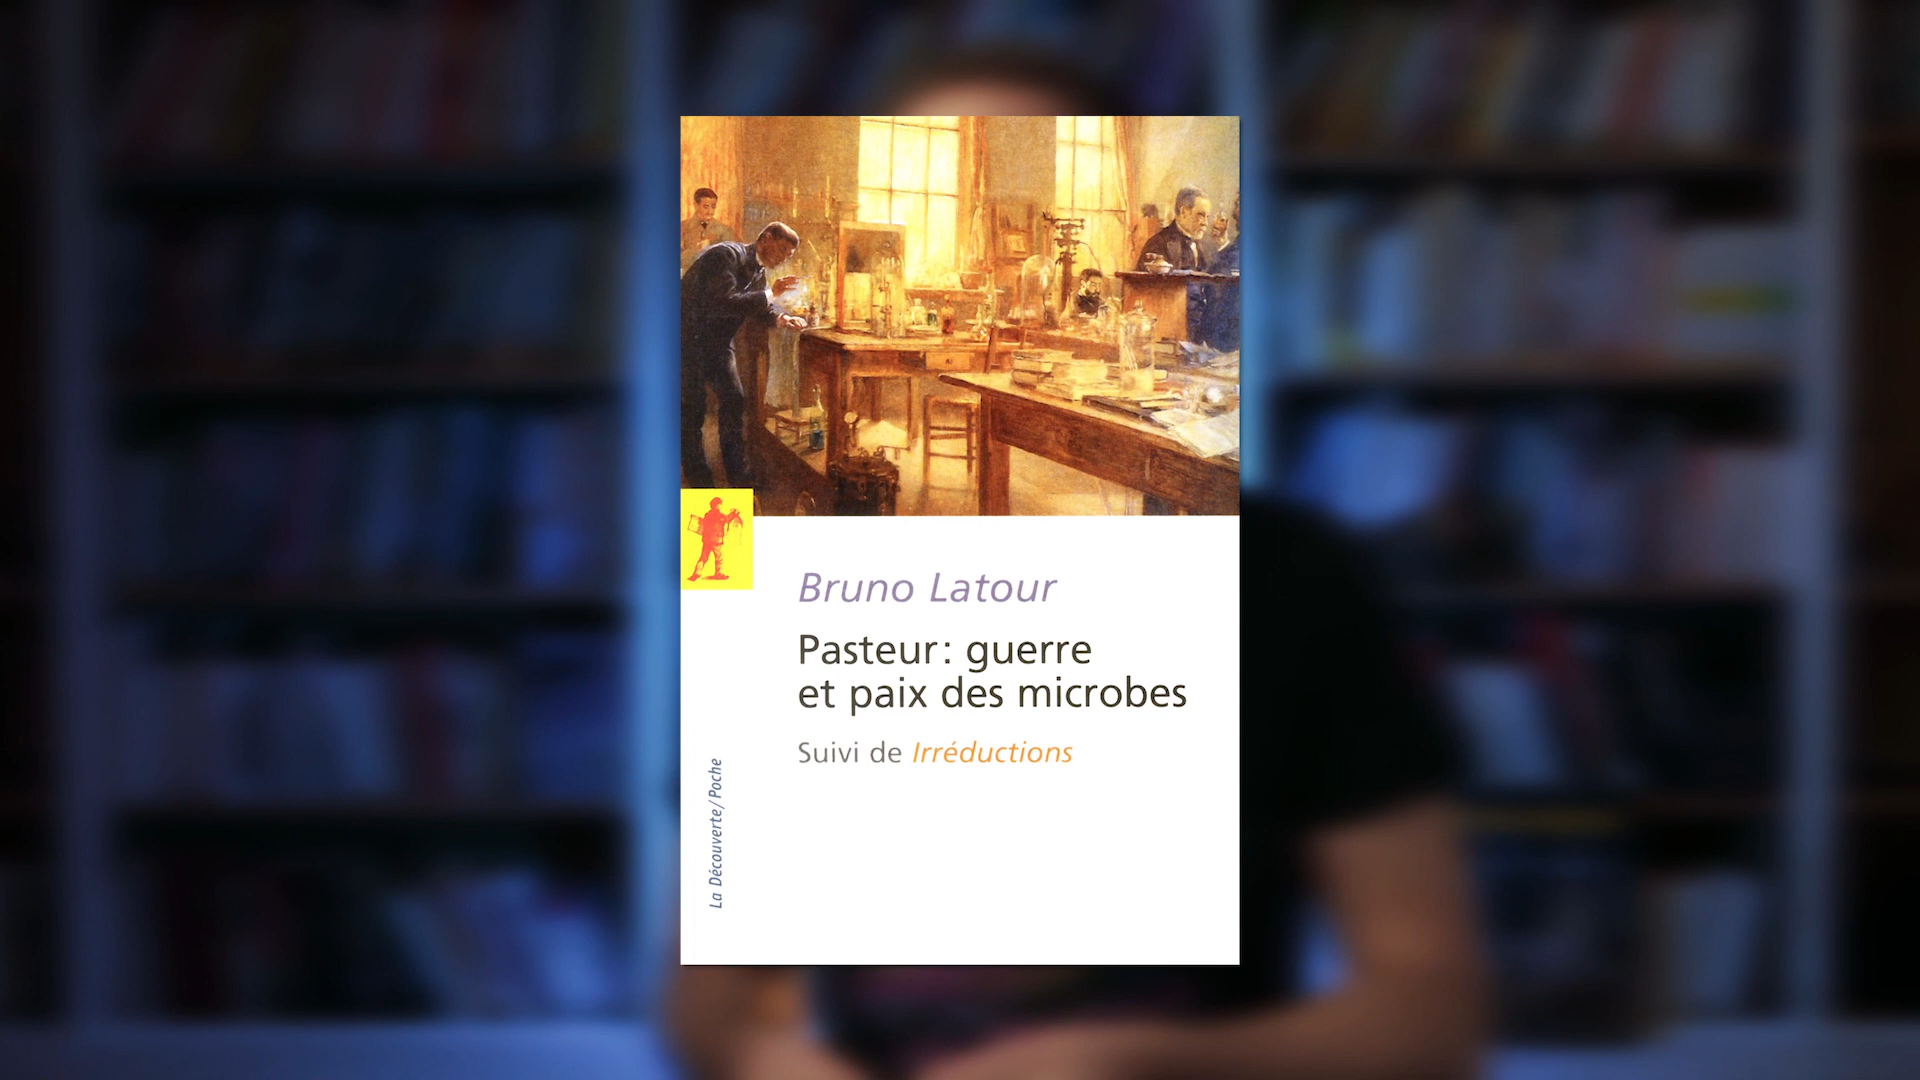 Bruno Latour
Pasteur : guerre
et paix des microbes
Suivi de Irréductions
La Découverte/Poche